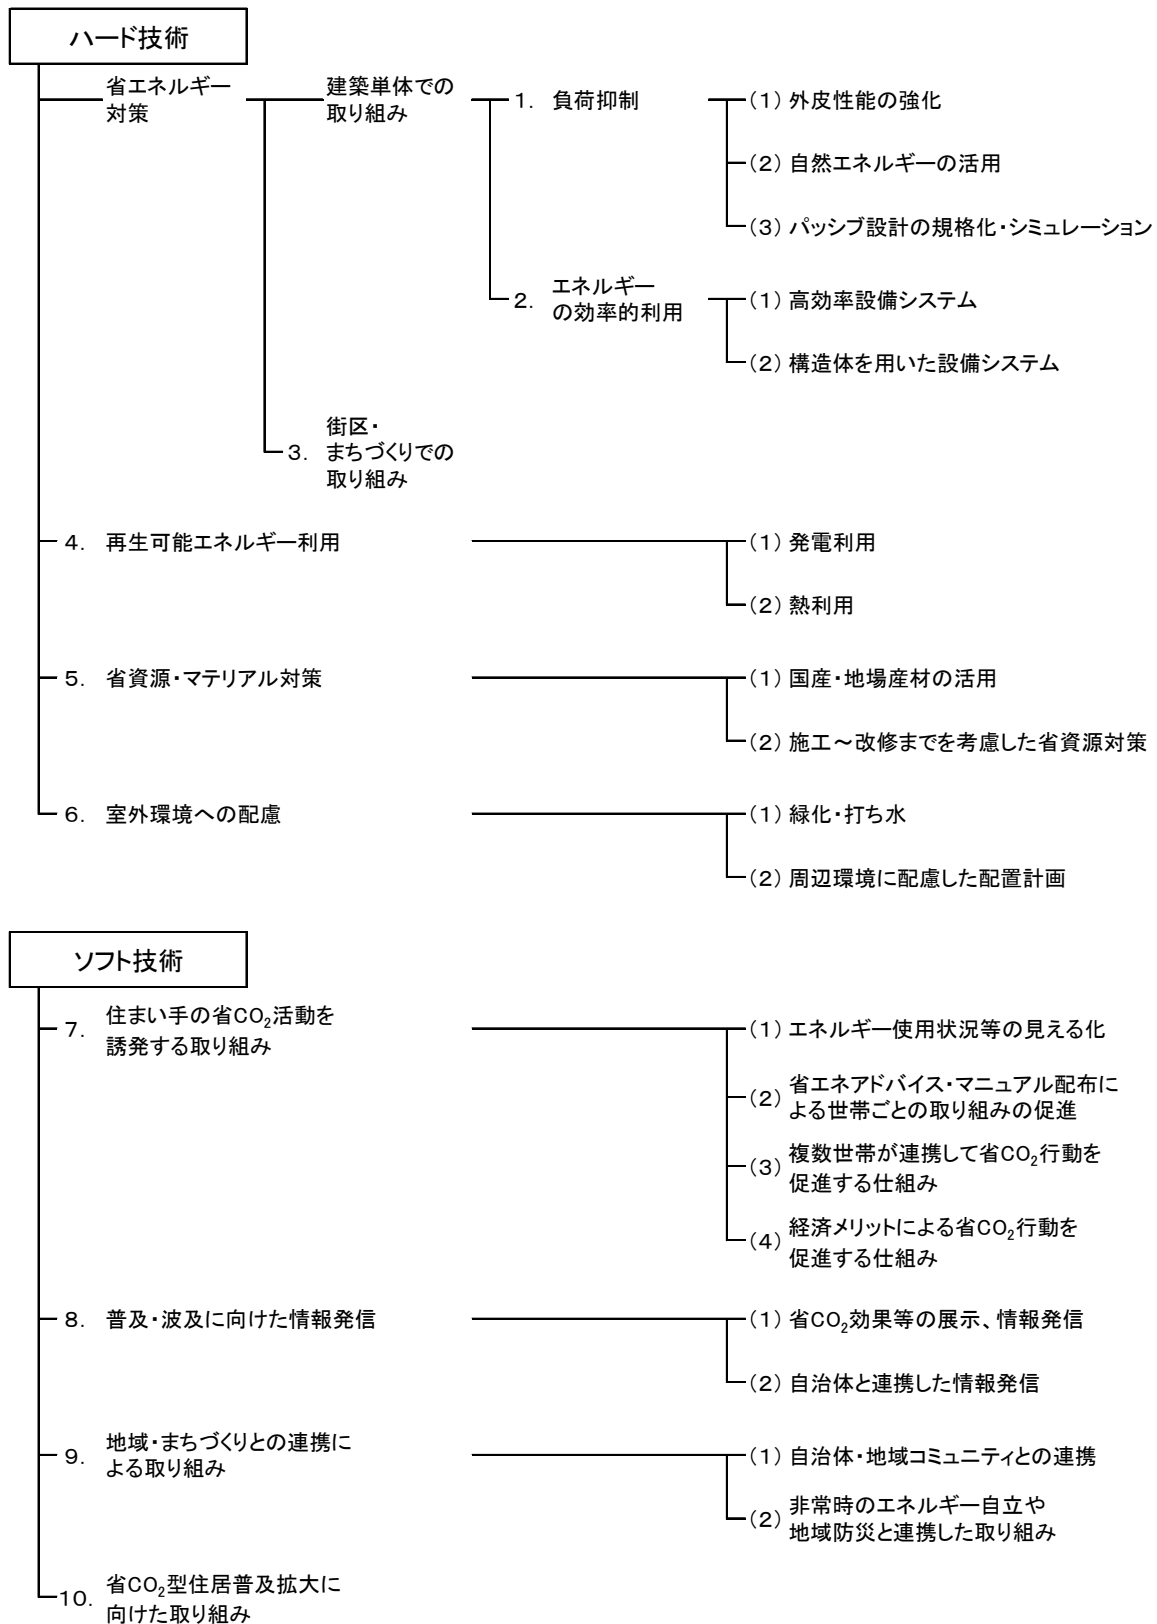 ハード技術
省エネルギー
対策
建築単体での
取り組み
1. 負荷抑制
(1) 外皮性能の強化
(2) 自然エネルギーの活用
(3) パッシブ設計の規格化・シミュレーション
2. エネルギー
の効率的利用
(1) 高効率設備システム
(2) 構造体を用いた設備システム
3. 街区・
まちづくりでの
取り組み
4. 再生可能エネルギー利用
(1) 発電利用
(2) 熱利用
5. 省資源・マテリアル対策
(1) 国産・地場産材の活用
(2) 施工～改修までを考慮した省資源対策
6. 室外環境への配慮
(1) 緑化・打ち水
(2) 周辺環境に配慮した配置計画
ソフト技術
7. 住まい手の省CO₂活動を
誘発する取り組み
(1) エネルギー使用状況等の見える化
(2) 省エネアドバイス・マニュアル配布に
よる世帯ごとの取り組みの促進
(3) 複数世帯が連携して省CO₂行動を
促進する仕組み
(4) 経済メリットによる省CO₂行動を
促進する仕組み
8. 普及・波及に向けた情報発信
(1) 省CO₂効果等の展示、情報発信
(2) 自治体と連携した情報発信
9. 地域・まちづくりとの連携に
よる取り組み
(1) 自治体・地域コミュニティとの連携
(2) 非常時のエネルギー自立や
地域防災と連携した取り組み
10. 省CO₂型住居普及拡大に
向けた取り組み